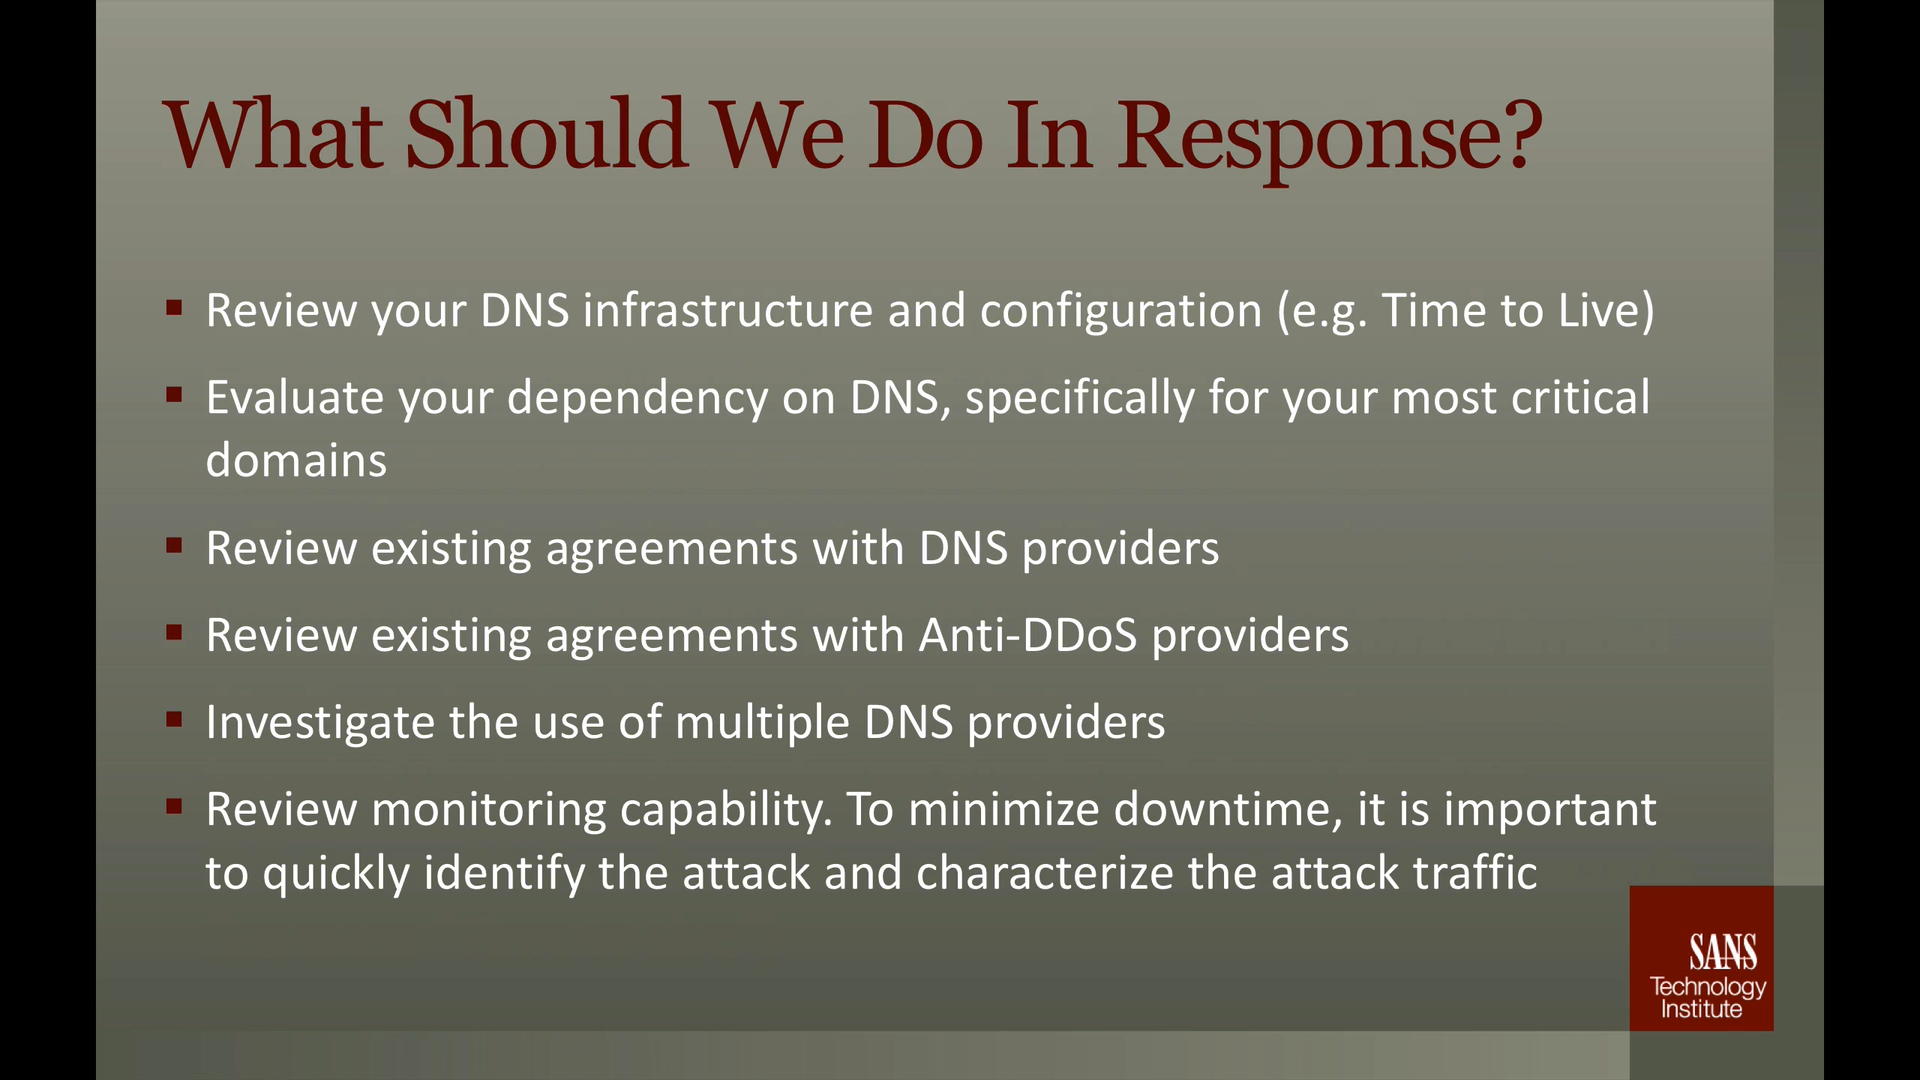 What Should We Do In Response?
▪ Review your DNS infrastructure and configuration (e.g. Time to Live)
▪ Evaluate your dependency on DNS, specifically for your most critical
domains
▪ Review existing agreements with DNS providers
▪ Review existing agreements with Anti-DDoS providers
▪ Investigate the use of multiple DNS providers
▪ Review monitoring capability. To minimize downtime, it is important
to quickly identify the attack and characterize the attack traffic
SANS
Technology
Institute